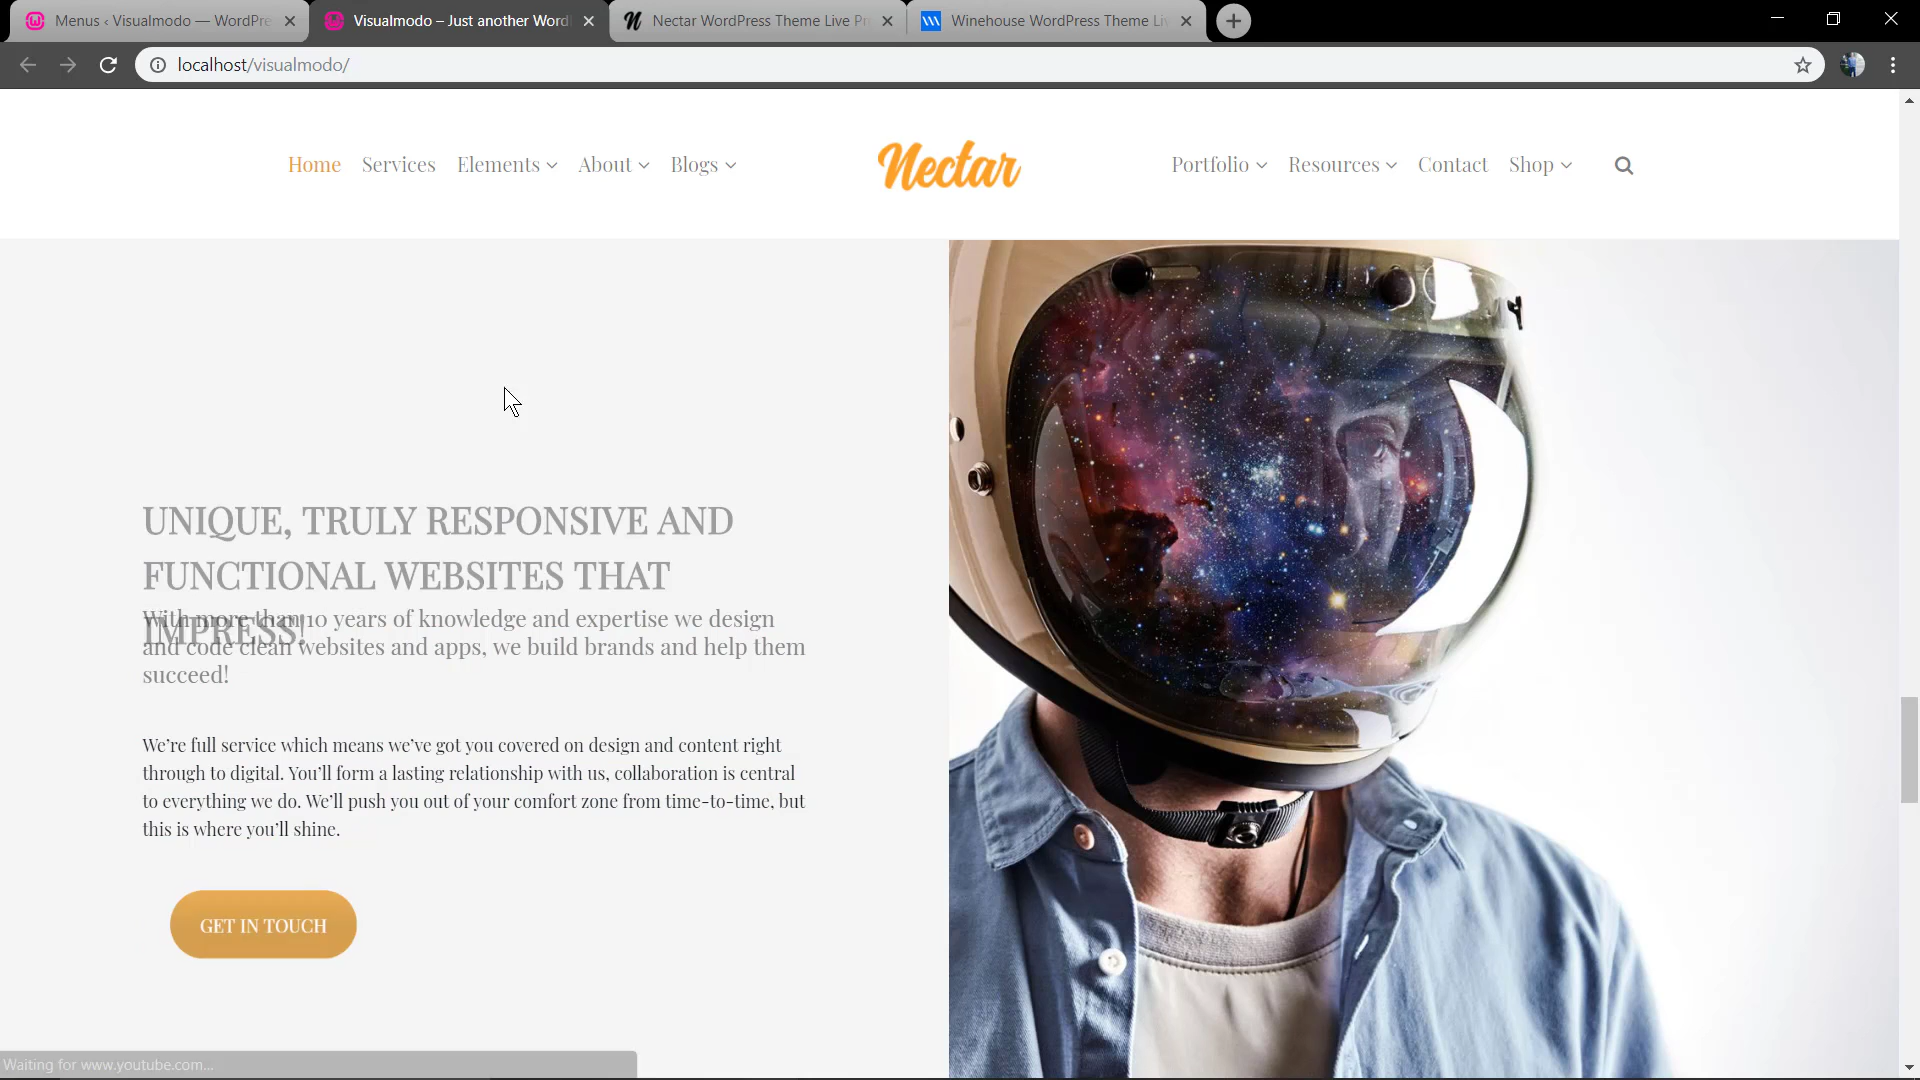 Menus ‹ Visualmodo — WordPre
Visualmodo – Just another Word
Nectar WordPress Theme Live Pr
Winehouse WordPress Theme Liv
localhost/visualmodo/
Home Services Elements About Blogs Nectar Portfolio Resources Contact Shop
UNIQUE, TRULY RESPONSIVE AND
FUNCTIONAL WEBSITES THAT
IMPRESS!
With more than 10 years of knowledge and expertise we design
and code clean websites and apps, we build brands and help them
succeed!
We’re full service which means we’ve got you covered on design and content right
through to digital. You’ll form a lasting relationship with us, collaboration is central
to everything we do. We’ll push you out of your comfort zone from time-to-time, but
this is where you’ll shine.
GET IN TOUCH
Waiting for www.youtube.com...